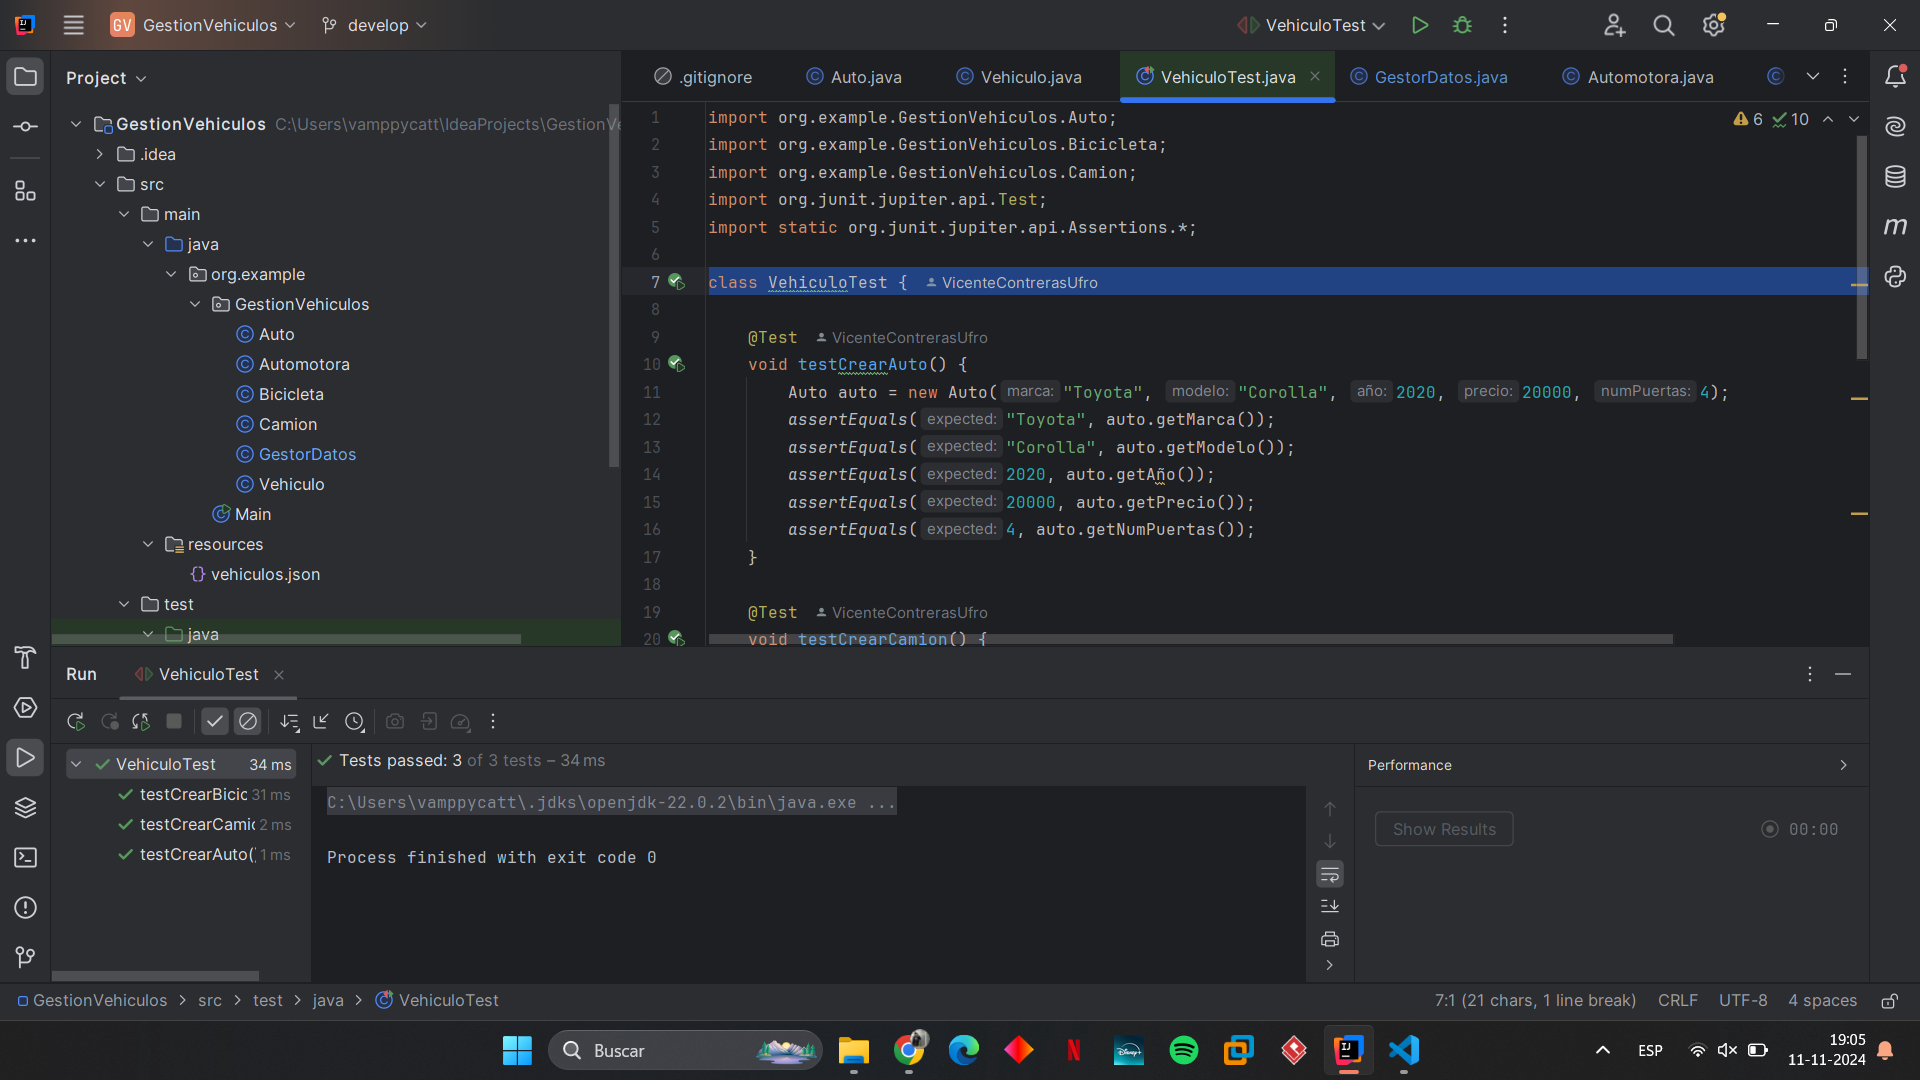 GV GestionVehiculos develop VehiculoTest
Project
GestionVehiculos C:\Users\vamppycatt\IdeaProjects\GestionVe
.idea
src
main
java
org.example
GestionVehiculos
Auto
Automotora
Bicicleta
Camion
GestorDatos
Vehiculo
Main
resources
{} vehiculos.json
test
java
.gitignore Auto.java Vehiculo.java VehiculoTest.java GestorDatos.java Automotora.java
6 10
1 import org.example.GestionVehiculos.Auto;
2 import org.example.GestionVehiculos.Bicicleta;
3 import org.example.GestionVehiculos.Camion;
4 import org.junit.jupiter.api.Test;
5 import static org.junit.jupiter.api.Assertions.*;
6
7 class VehiculoTest { VicenteContrerasUfro
8
9 @Test VicenteContrerasUfro
10 void testCrearAuto() {
11 Auto auto = new Auto( marca: "Toyota", modelo: "Corolla", año: 2020, precio: 20000, numPuertas: 4);
12 assertEquals( expected: "Toyota", auto.getMarca());
13 assertEquals( expected: "Corolla", auto.getModelo());
14 assertEquals( expected: 2020, auto.getAño());
15 assertEquals( expected: 20000, auto.getPrecio());
16 assertEquals( expected: 4, auto.getNumPuertas());
17 }
18
19 @Test VicenteContrerasUfro
20 void testCrearCamion() {
Run VehiculoTest
VehiculoTest 34 ms
testCrearBicic 31 ms
testCrearCamic 2 ms
testCrearAuto( 1 ms
Tests passed: 3 of 3 tests – 34 ms
C:\Users\vamppycatt\.jdks\openjdk-22.0.2\bin\java.exe ...
Process finished with exit code 0
Performance
Show Results 00:00
GestionVehiculos > src > test > java > VehiculoTest
7:1 (21 chars, 1 line break) CRLF UTF-8 4 spaces
Buscar
ESP
19:05
11-11-2024